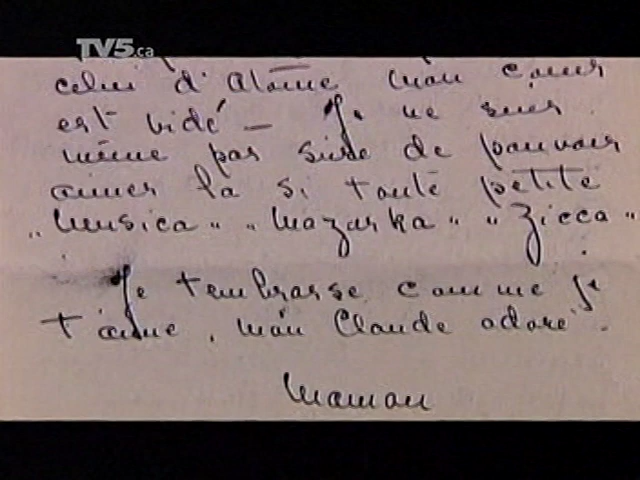 TV5.ca
celui d'Atome mon cœur
est vidé — Je ne suis
même pas sûre de pouvoir
aimer la si toute petite
"Musica" "Mazurka" "Zicca"
Je t'embrasse comme je
t'aime, mon Claude adoré.
Maman